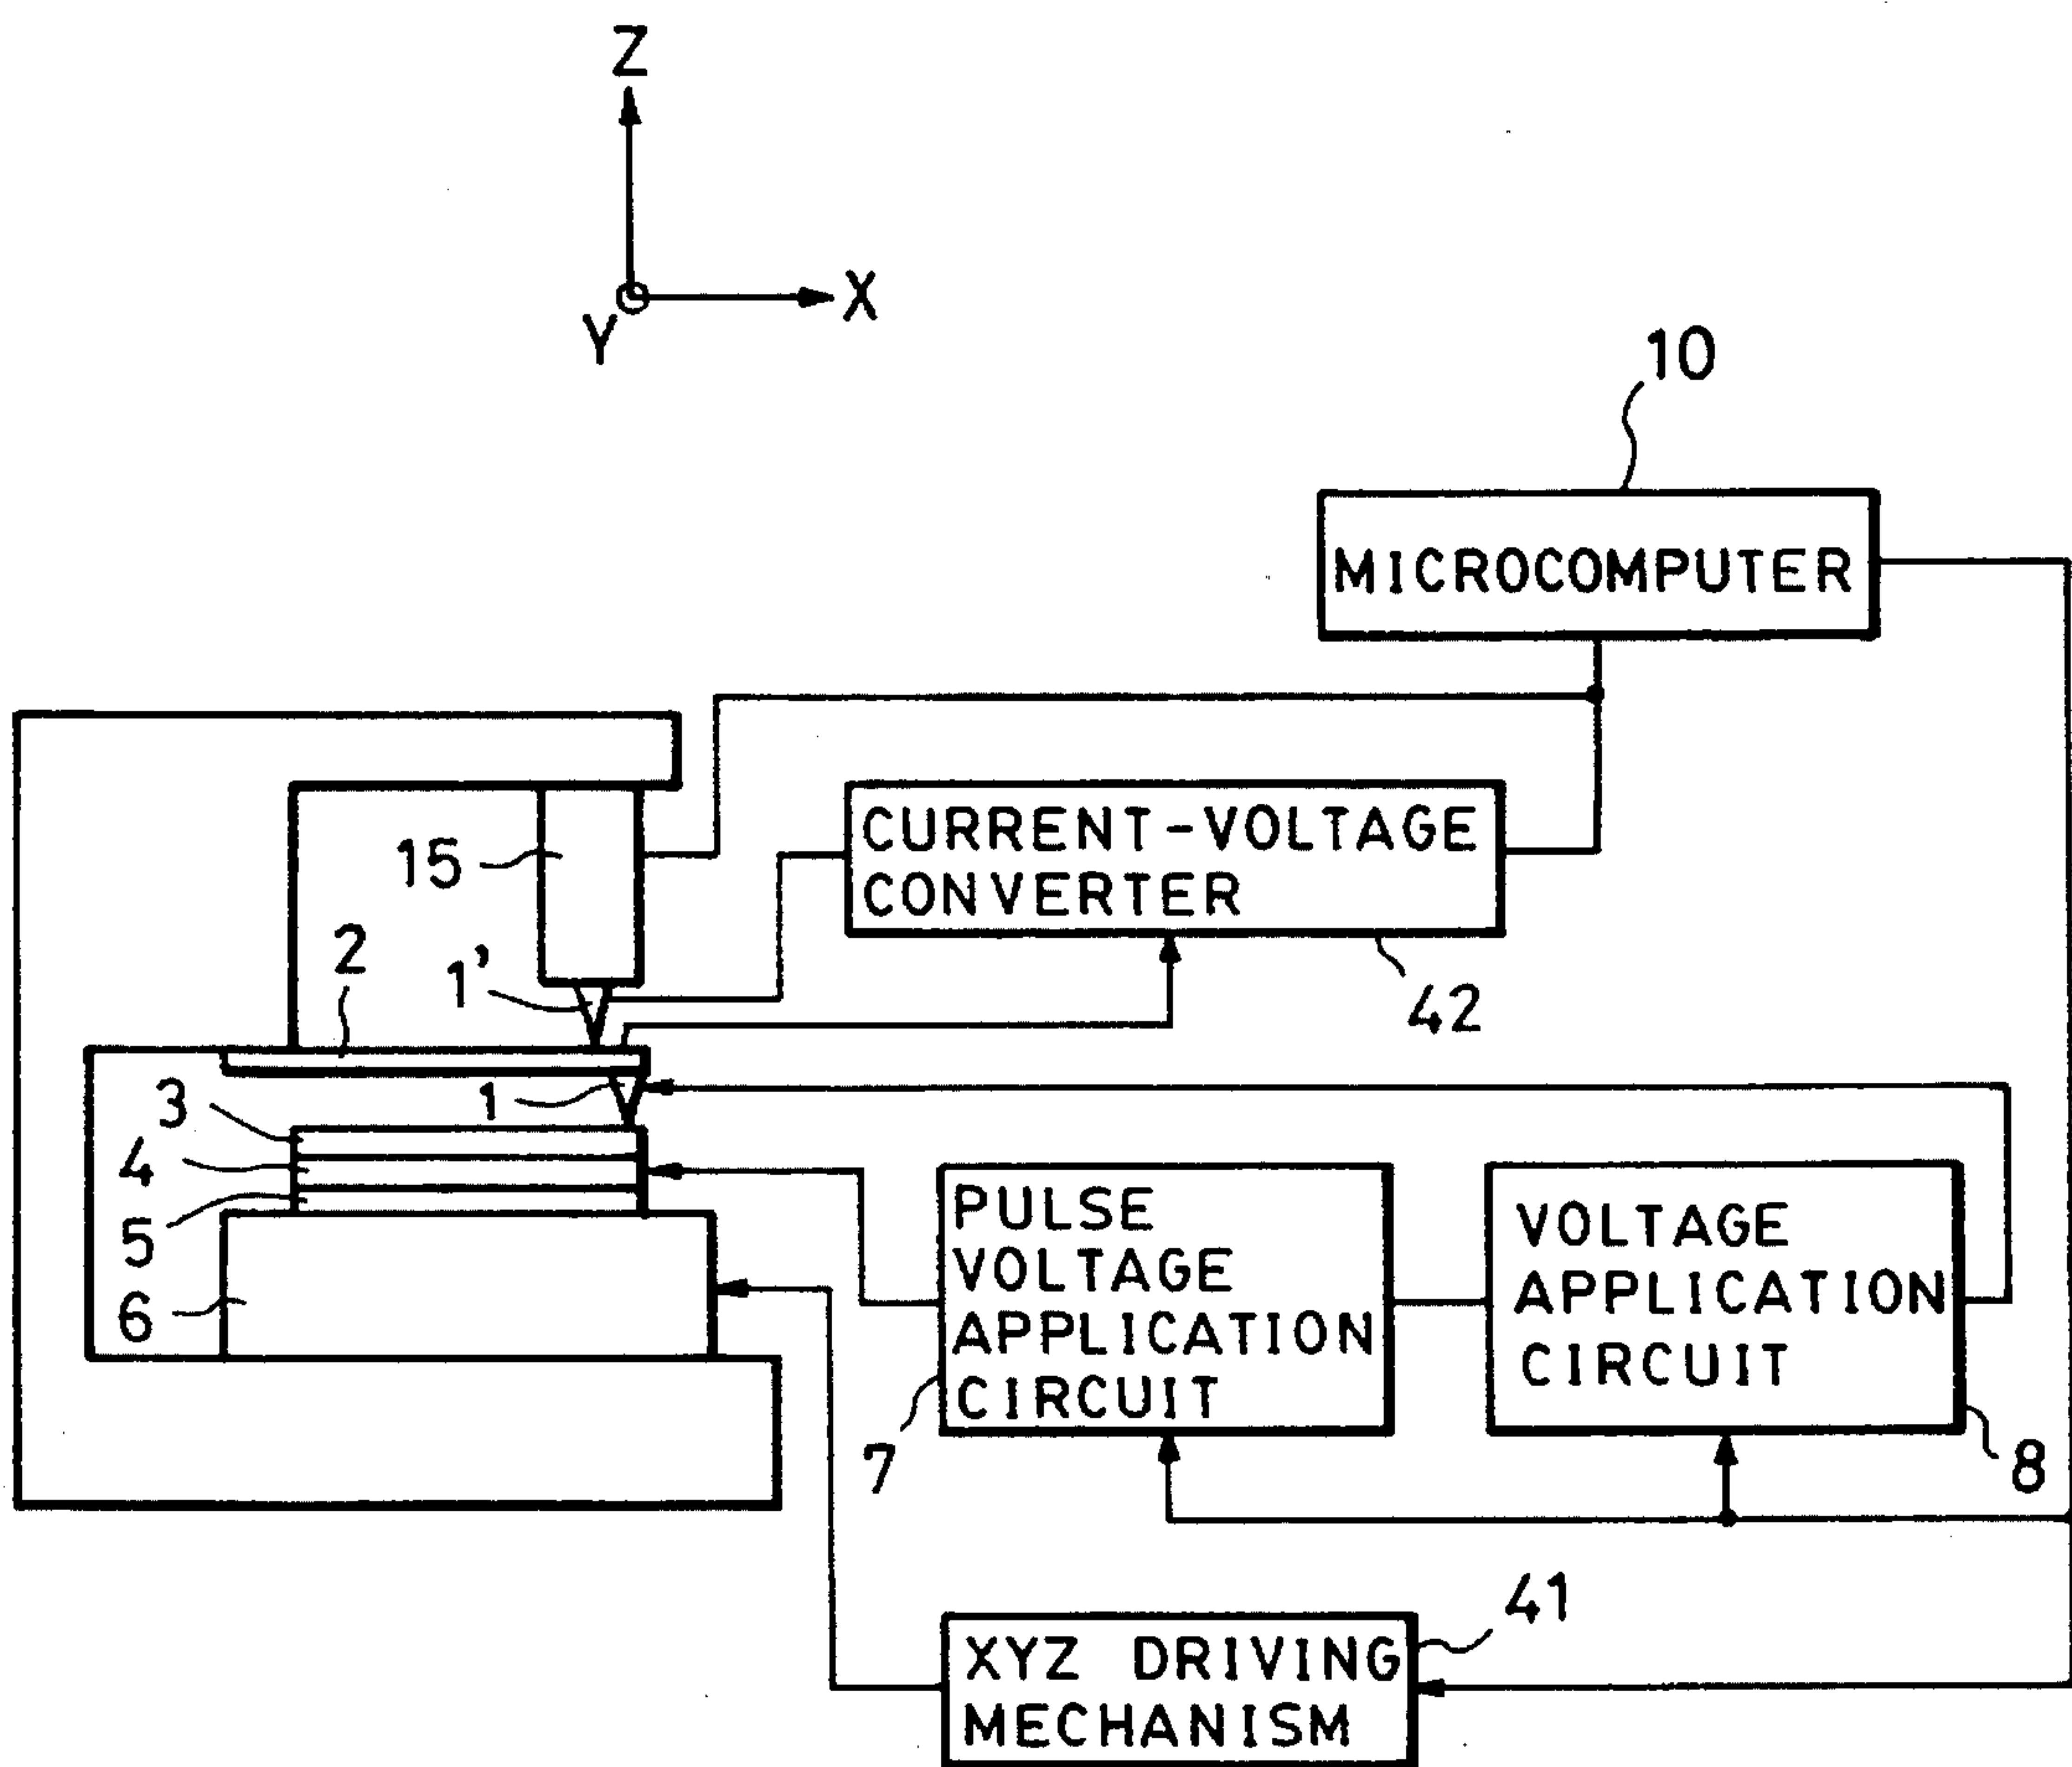 Z
X
Y
10
MICROCOMPUTER
15
CURRENT-VOLTAGE
CONVERTER
2
1'
42
3
1
4
5
6
PULSE
VOLTAGE
APPLICATION
CIRCUIT
VOLTAGE
APPLICATION
CIRCUIT
7
8
41
XYZ DRIVING
MECHANISM